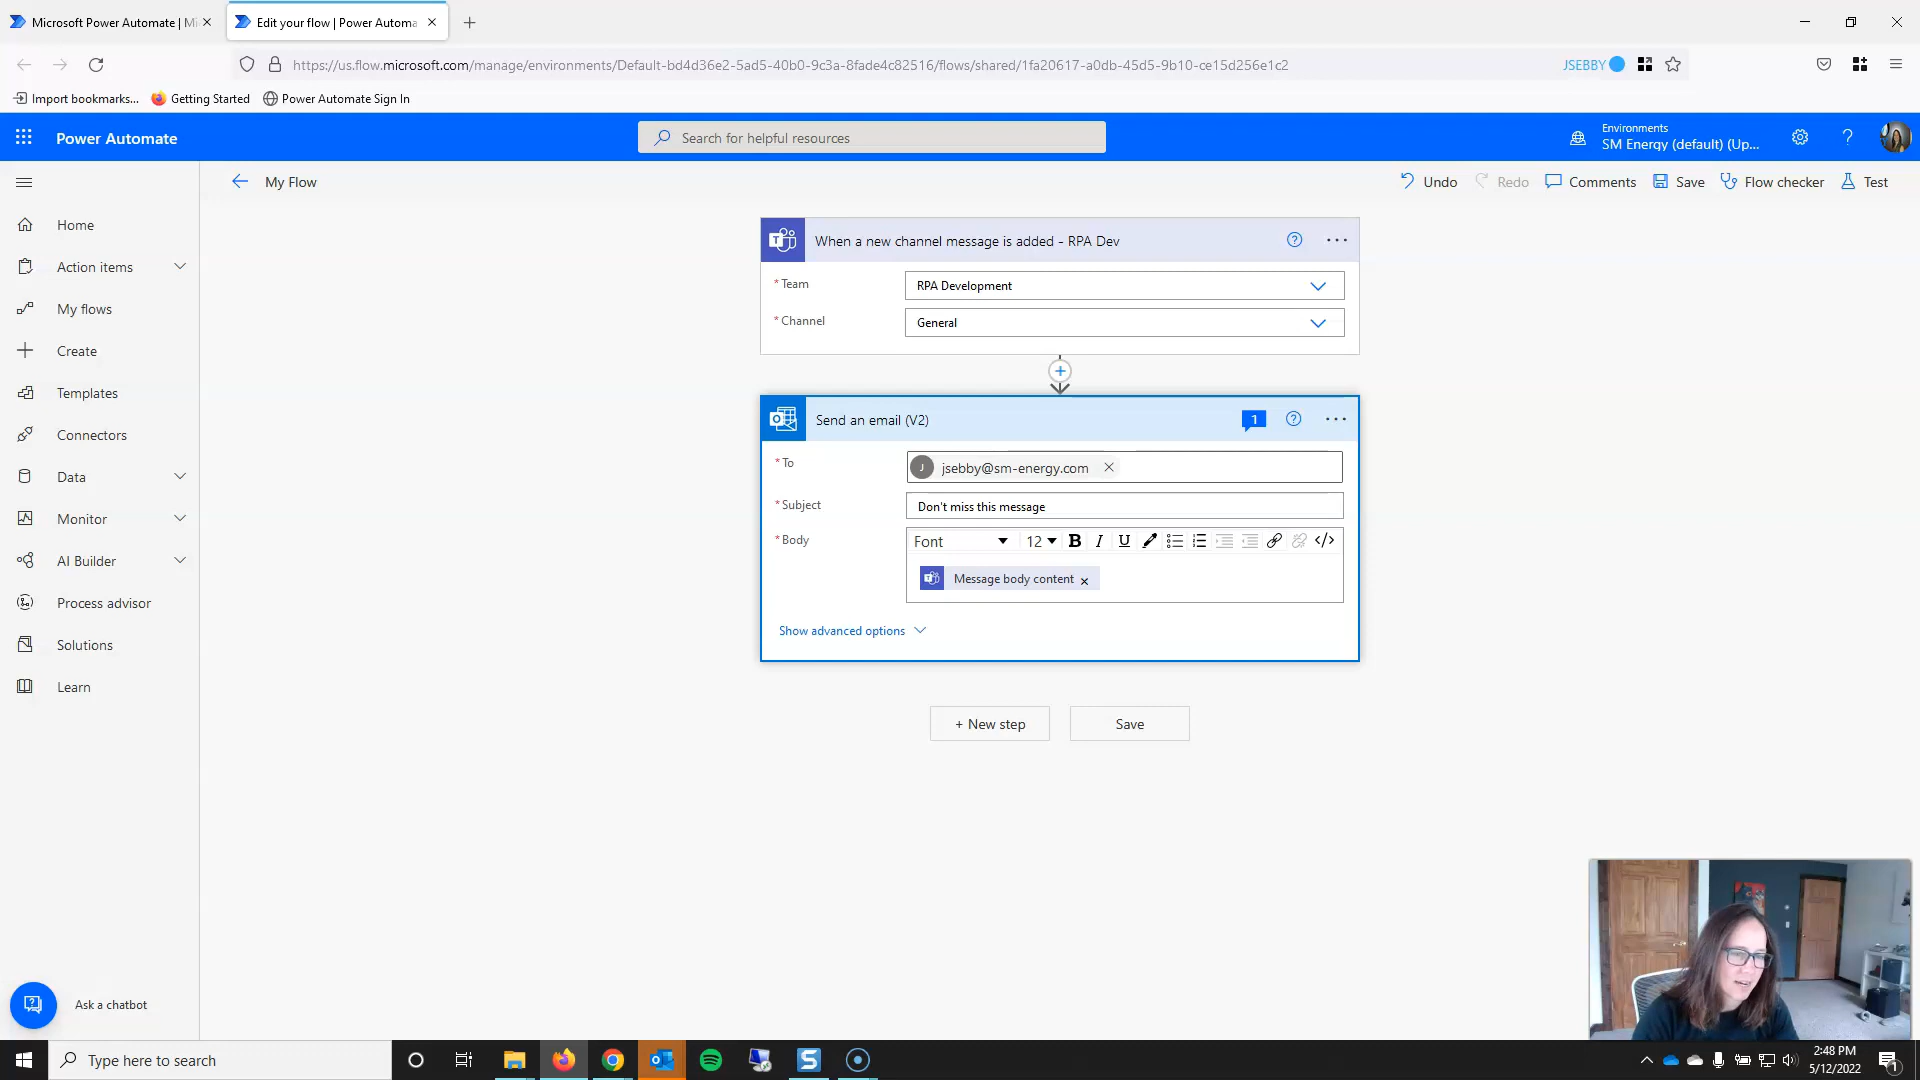 Microsoft Power Automate | Mi
Edit your flow | Power Automa
https://us.flow.microsoft.com/manage/environments/Default-bd4d36e2-5ad5-40b0-9c3a-8fade4c82516/flows/shared/1fa20617-a0db-45d5-9b10-ce15d256e1c2
JSEBBY
Import bookmarks...
Getting Started
Power Automate Sign In
Power Automate
Search for helpful resources
Environments
SM Energy (default) (Up...
?
My Flow
Undo
Redo
Comments
Save
Flow checker
Test
Home
Action items
My flows
Create
Templates
Connectors
Data
Monitor
AI Builder
Process advisor
Solutions
Learn
Ask a chatbot
When a new channel message is added - RPA Dev
* Team
RPA Development
* Channel
General
Send an email (V2)
1
* To
J
jsebby@sm-energy.com
* Subject
Don't miss this message
* Body
Font
12
B
I
U
</>
Message body content
Show advanced options
+ New step
Save
Type here to search
2:48 PM
5/12/2022
1